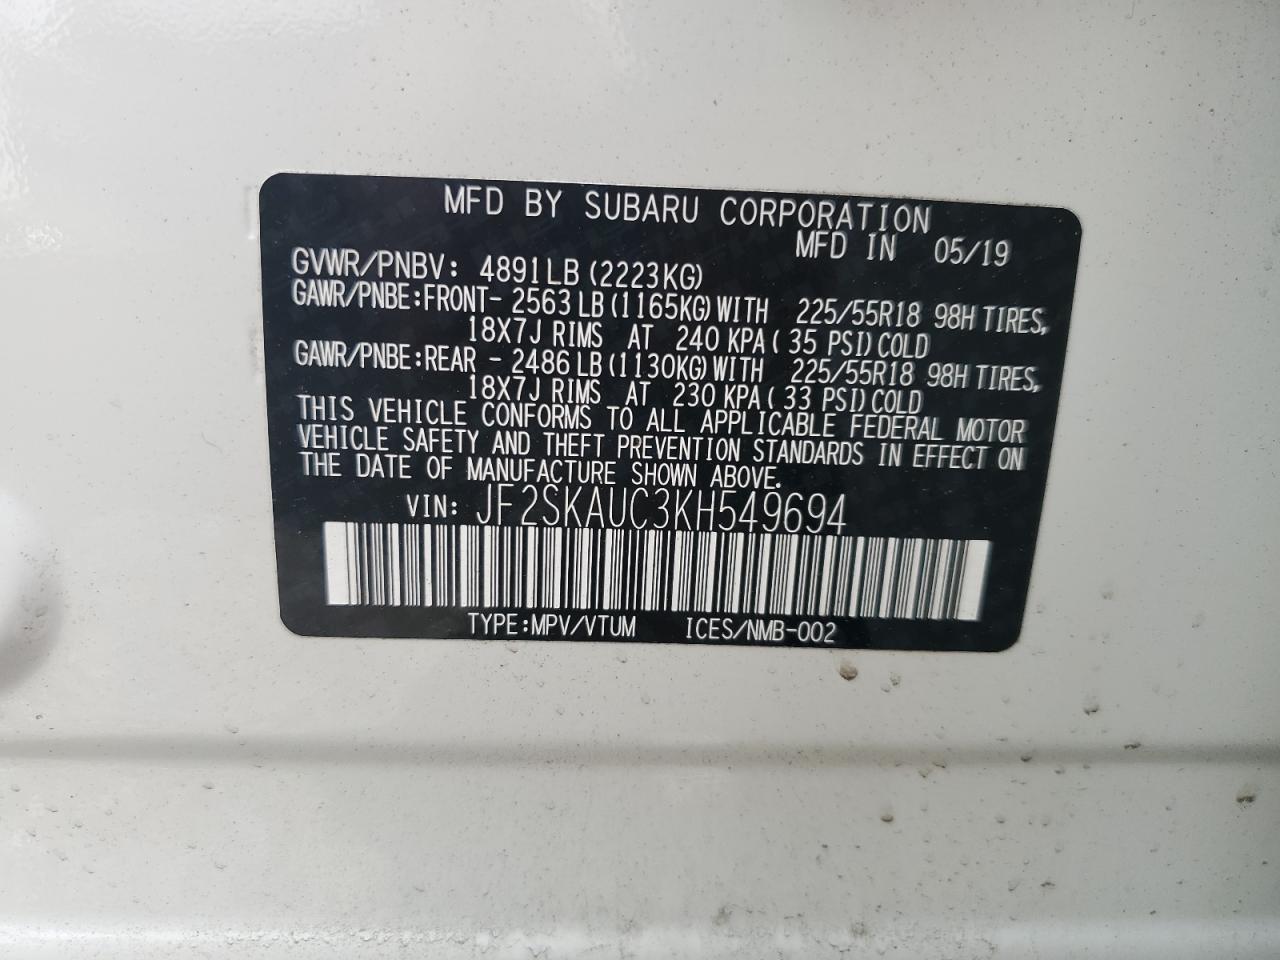 MFD BY SUBARU CORPORATION
MFD IN 05/19
GVWR/PNBV: 4891LB (2223KG)
GAWR/PNBE:FRONT- 2563 LB (1165KG) WITH 225/55R18 98H TIRES,
18X7J RIMS AT 240 KPA ( 35 PSI) COLD
GAWR/PNBE:REAR - 2486 LB (1130KG) WITH 225/55R18 98H TIRES,
18X7J RIMS AT 230 KPA ( 33 PSI) COLD
THIS VEHICLE CONFORMS TO ALL APPLICABLE FEDERAL MOTOR
VEHICLE SAFETY AND THEFT PREVENTION STANDARDS IN EFFECT ON
THE DATE OF MANUFACTURE SHOWN ABOVE.
VIN: JF2SKAUC3KH549694
TYPE:MPV/VTUM ICES/NMB-002